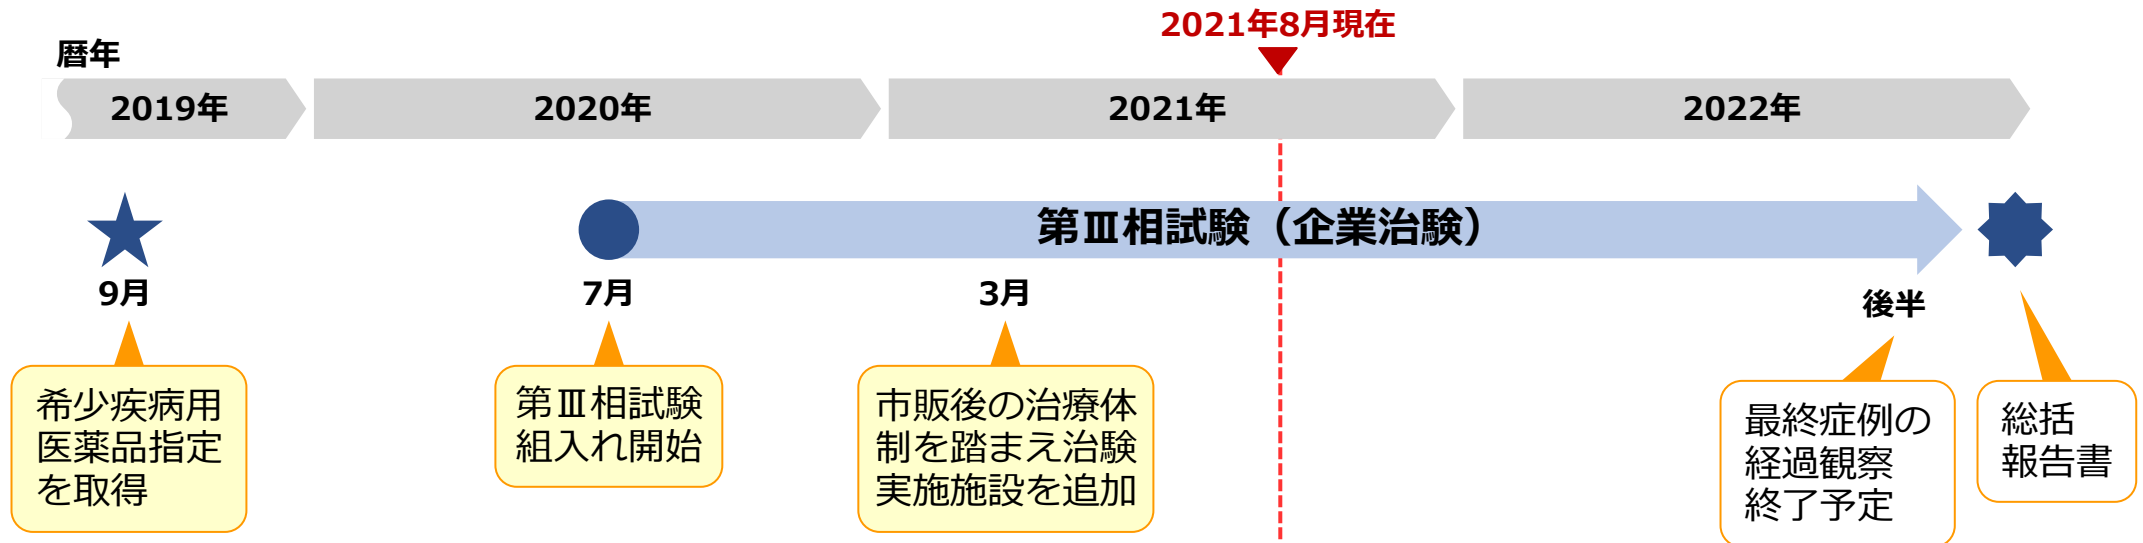 2021年8月現在
暦年
2019年
2020年
2021年
2022年
第Ⅲ相試験（企業治験）
9月
7月
3月
後半
希少疾病用
医薬品指定
を取得
第Ⅲ相試験
組入れ開始
市販後の治療体
制を踏まえ治験
実施施設を追加
最終症例の
経過観察
終了予定
総括
報告書